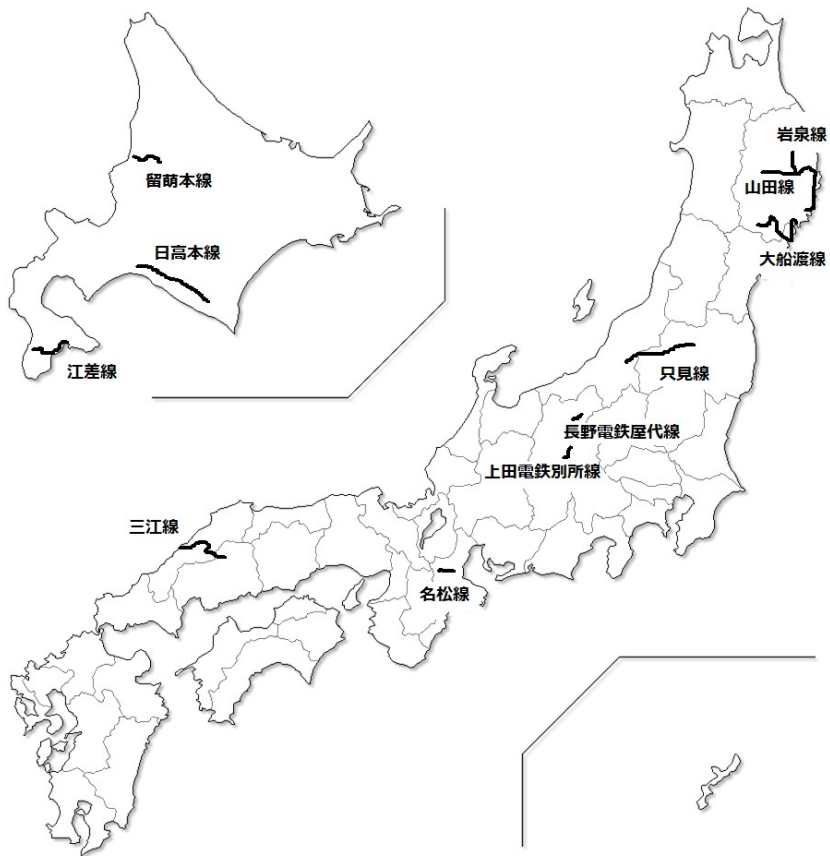 岩泉線
山田線
大船渡線
留萌本線
日高本線
江差線
只見線
長野電鉄屋代線
上田電鉄別所線
三江線
名松線